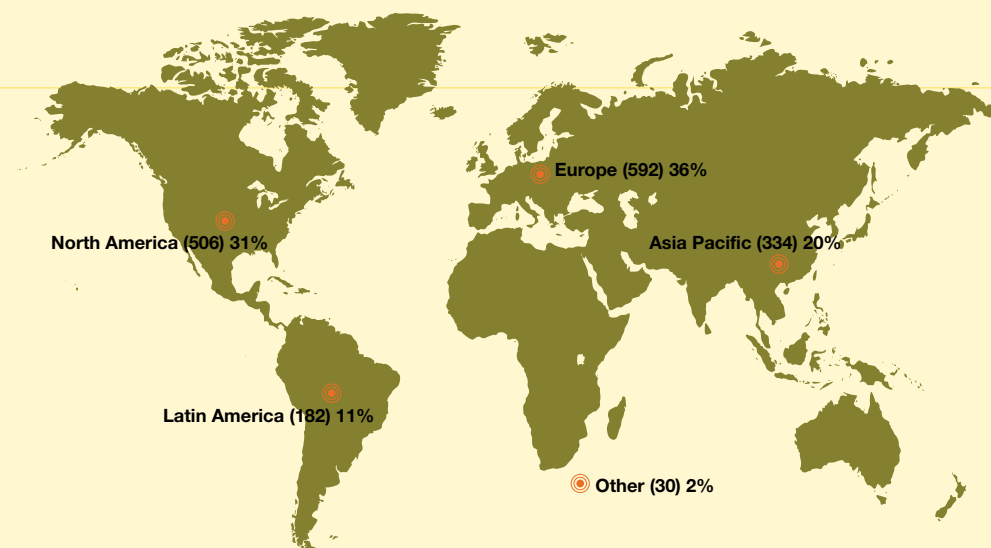 Europe (592) 36%
North America (506) 31%
Asia Pacific (334) 20%
Latin America (182) 11%
Other (30) 2%